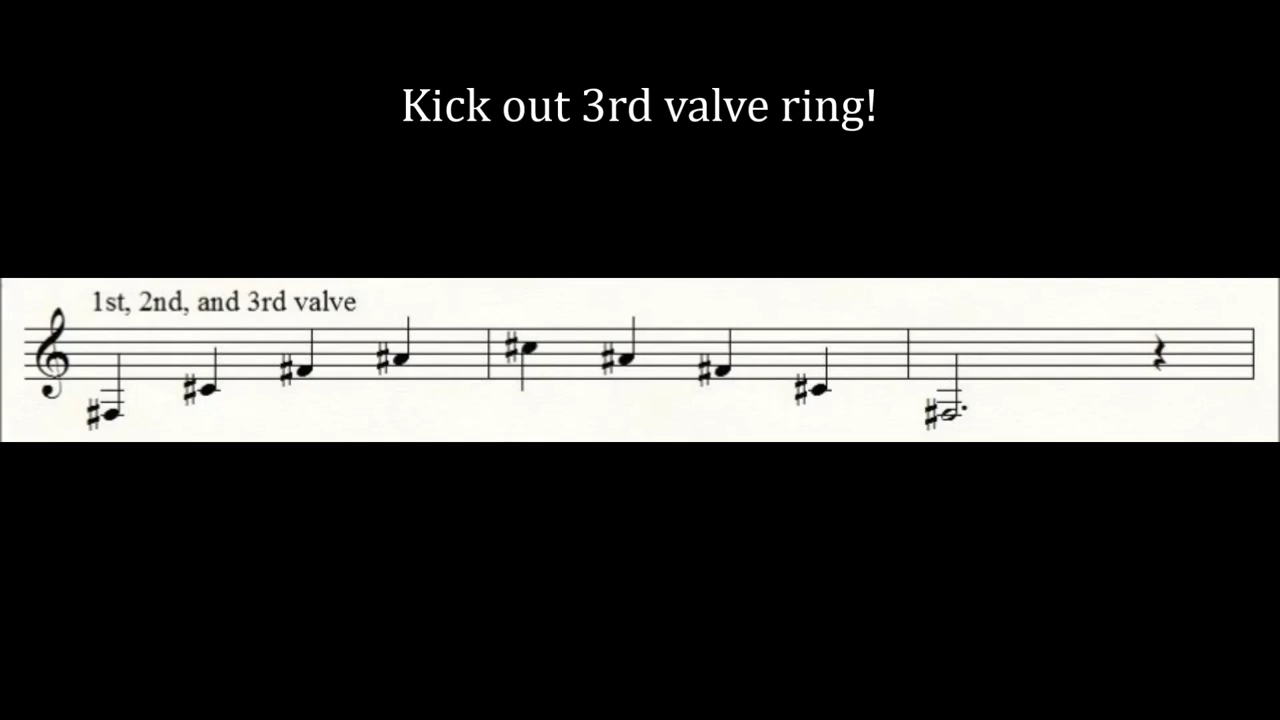 Kick out 3rd valve ring!
1st, 2nd, and 3rd valve